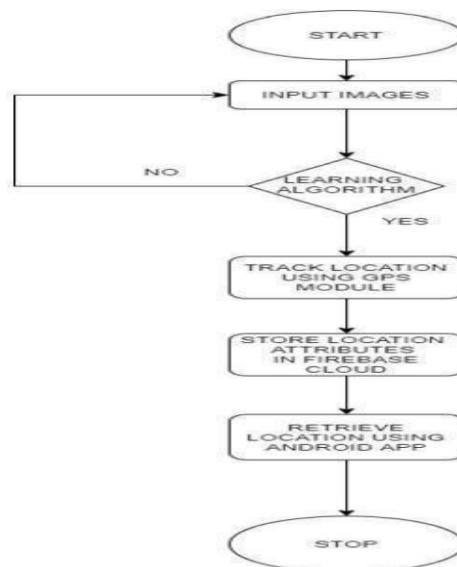 START
INPUT IMAGES
NO
LEARNING
ALGORITHM
YES
TRACK LOCATION
USING GPS
MODULE
STORE LOCATION
ATTRIBUTES
IN FIREBASE
CLOUD
RETRIEVE
LOCATION USING
ANDROID APP
STOP